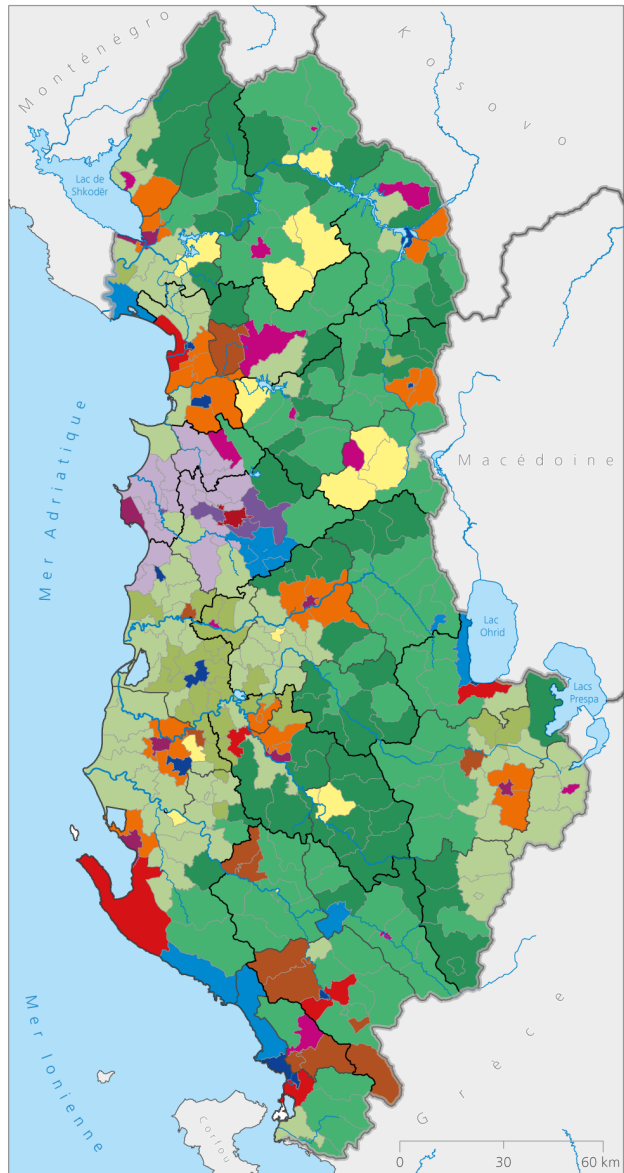 Monténégro
Kosovo
Lac de
Shkodër
Mer Adriatique
Macédoine
Lac
Ohrid
Lacs
Prespa
Mer Ionienne
Corfou
Grèce
0 30 60 km